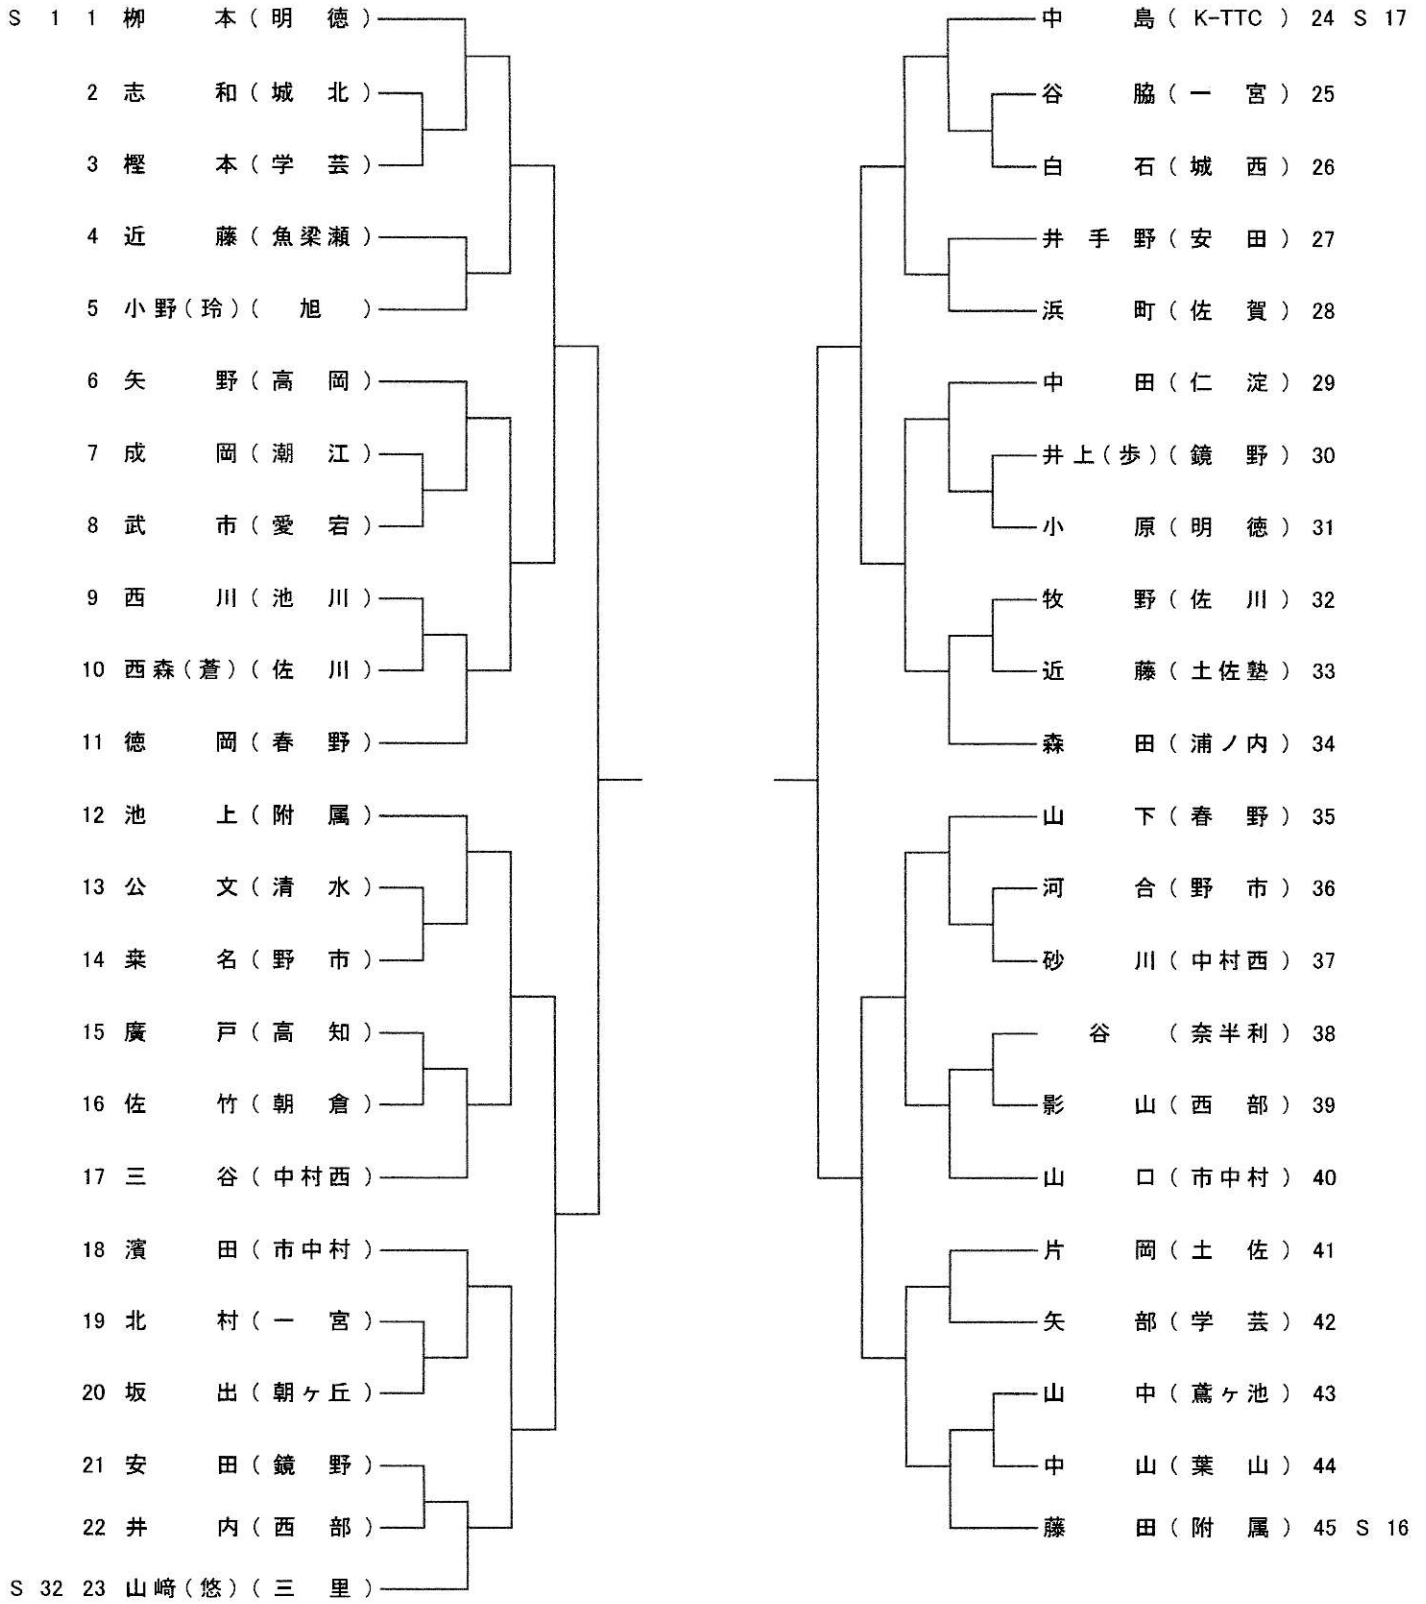 S 1 1 栁本(明徳)
2 志和(城北)
3 樫本(学芸)
4 近藤(魚梁瀬)
5 小野(玲)(旭)
6 矢野(高岡)
7 成岡(潮江)
8 武市(愛宕)
9 西川(池川)
10 西森(蒼)(佐川)
11 徳岡(春野)
12 池上(附属)
13 公文(清水)
14 桒名(野市)
15 廣戸(高知)
16 佐竹(朝倉)
17 三谷(中村西)
18 濱田(市中村)
19 北村(一宮)
20 坂出(朝ヶ丘)
21 安田(鏡野)
22 井内(西部)
S 32 23 山﨑(悠)(三里)
中島(K-TTC) 24 S 17
谷脇(一宮) 25
白石(城西) 26
井手野(安田) 27
浜町(佐賀) 28
中田(仁淀) 29
井上(歩)(鏡野) 30
小原(明徳) 31
牧野(佐川) 32
近藤(土佐塾) 33
森田(浦ノ内) 34
山下(春野) 35
河合(野市) 36
砂川(中村西) 37
谷(奈半利) 38
影山(西部) 39
山口(市中村) 40
片岡(土佐) 41
矢部(学芸) 42
山中(鳶ヶ池) 43
中山(葉山) 44
藤田(附属) 45 S 16